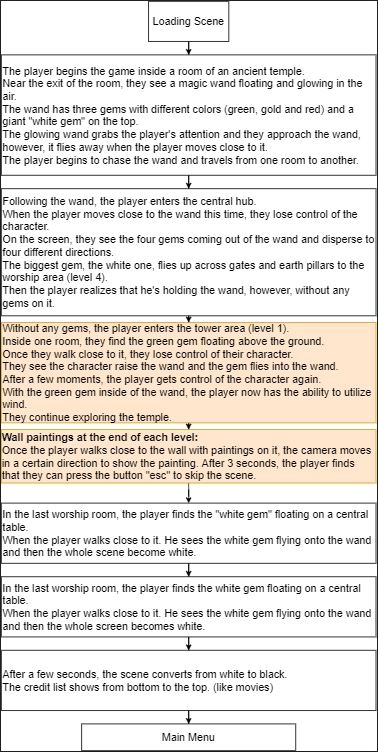 Loading Scene
The player begins the game inside a room of an ancient temple.
Near the exit of the room, they see a magic wand floating and glowing in the
air.
The wand has three gems with different colors (green, gold and red) and a
giant "white gem" on the top.
The glowing wand grabs the player's attention and they approach the wand,
however, it flies away when the player moves close to it.
The player begins to chase the wand and travels from one room to another.
Following the wand, the player enters the central hub.
When the player moves close to the wand this time, they lose control of the
character.
On the screen, they see the four gems coming out of the wand and disperse to
four different directions.
The biggest gem, the white one, flies up across gates and earth pillars to the
worship area (level 4).
Then the player realizes that he's holding the wand, however, without any
gems on it.
Without any gems, the player enters the tower area (level 1).
Inside one room, they find the green gem floating above the ground.
Once they walk close to it, they lose control of their character.
They see the character raise the wand and the gem flies into the wand.
After a few moments, the player gets control of the character again.
With the green gem inside of the wand, the player now has the ability to utilize
wind.
They continue exploring the temple.
Wall paintings at the end of each level:
Once the player walks close to the wall with paintings on it, the camera moves
in a certain direction to show the painting. After 3 seconds, the player finds
that they can press the button "esc" to skip the scene.
In the last worship room, the player finds the "white gem" floating on a central
table.
When the player walks close to it. He sees the white gem flying onto the wand
and then the whole scene become white.
In the last worship room, the player finds the white gem floating on a central
table.
When the player walks close to it. He sees the white gem flying onto the wand
and then the whole screen becomes white.
After a few seconds, the scene converts from white to black.
The credit list shows from bottom to the top. (like movies)
Main Menu